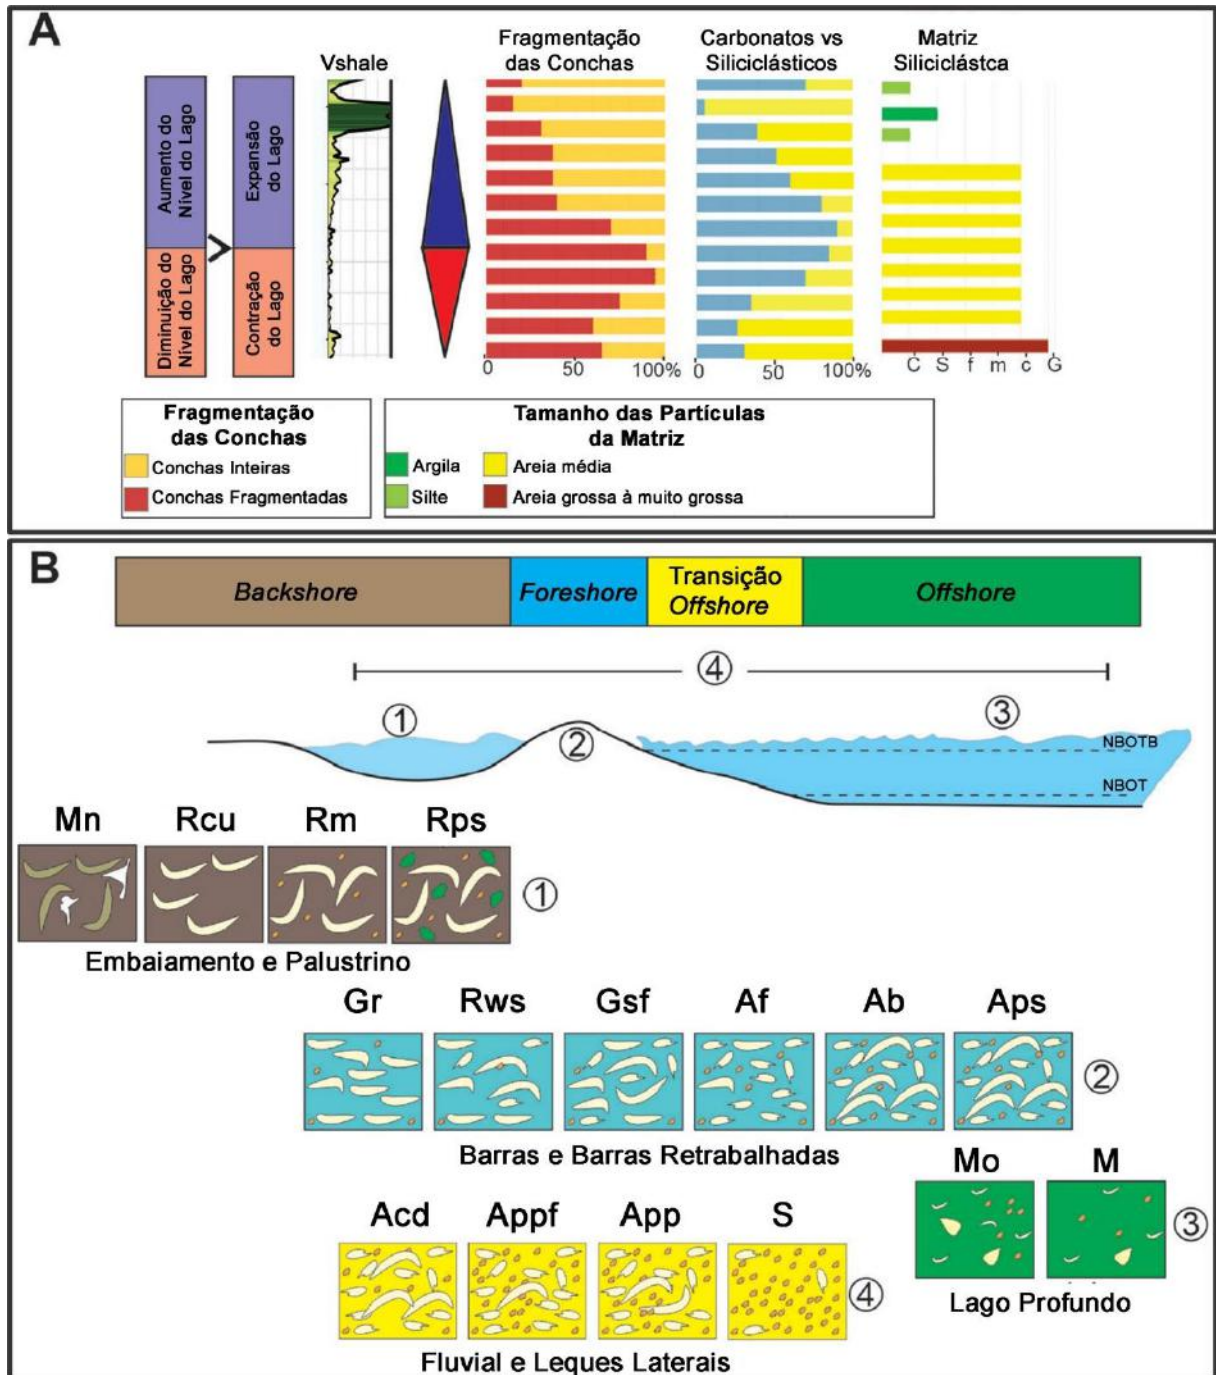 A
Vshale
Fragmentação
das Conchas
Carbonatos vs
Siliciclásticos
Matriz
Siliciclástca
Aumento do
Nível do Lago
Expansão
do Lago
>
Diminuição do
Nível do Lago
Contração
do Lago
0 50 100%
0 50 100%
C S f m c G
Fragmentação
das Conchas
Conchas Inteiras
Conchas Fragmentadas
Tamanho das Partículas
da Matriz
Argila
Areia média
Silte
Areia grossa à muito grossa
B
Backshore
Foreshore
Transição
Offshore
Offshore
4
1
2
3
NBOTB
NBOT
Mn Rcu Rm Rps
1
Embaiamento e Palustrino
Gr Rws Gsf Af Ab Aps
2
Barras e Barras Retrabalhadas
Mo M
3
Lago Profundo
Acd Appf App S
4
Fluvial e Leques Laterais